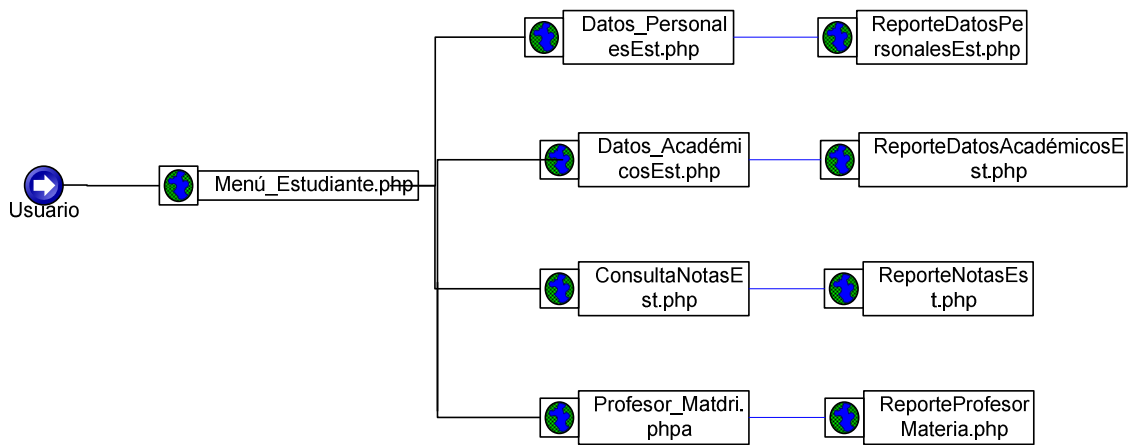 Datos_Personal
esEst.php
ReporteDatosPe
rsonalesEst.php
Usuario
Menú_Estudiante.php
Datos_Académi
cosEst.php
ReporteDatosAcadémicosE
st.php
ConsultaNotasE
st.php
ReporteNotasEs
t.php
Profesor_Matdri.
phpa
ReporteProfesor
Materia.php